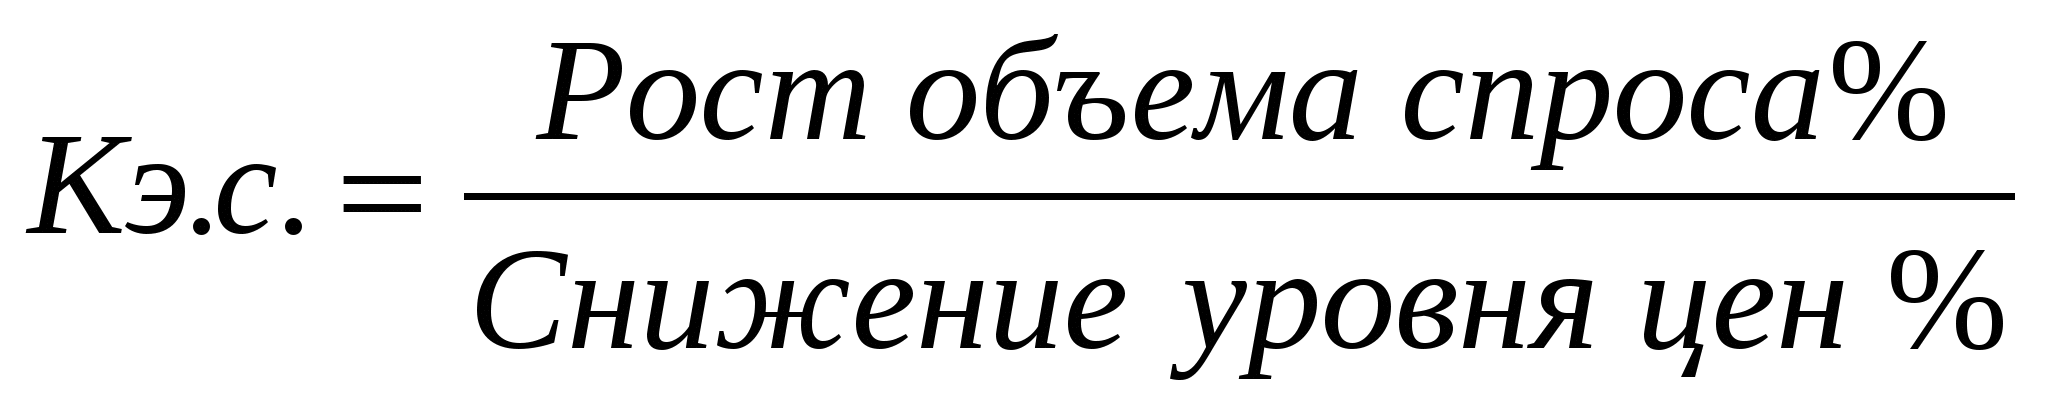 Рост объема спроса%
Кэ.с. =
Снижение уровня цен %